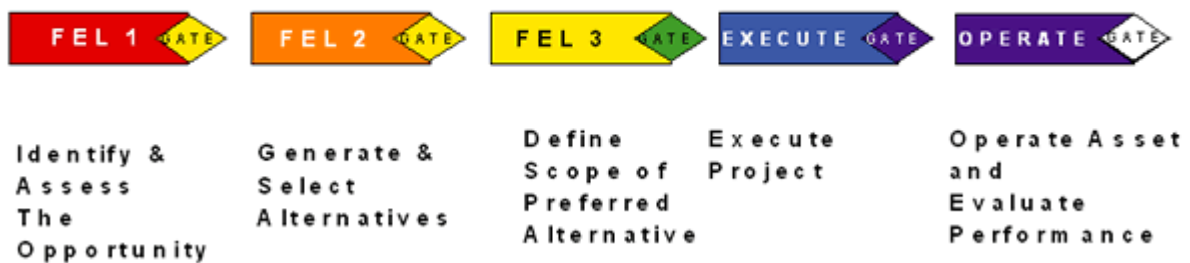 FEL 1 GATE
FEL 2 GATE
FEL 3 GATE
EXECUTE GATE
OPERATE GATE
Identify &
Assess
The
Opportunity
Generate &
Select
Alternatives
Define
Scope of
Preferred
Alternative
Execute
Project
Operate Asset
and
Evaluate
Performance